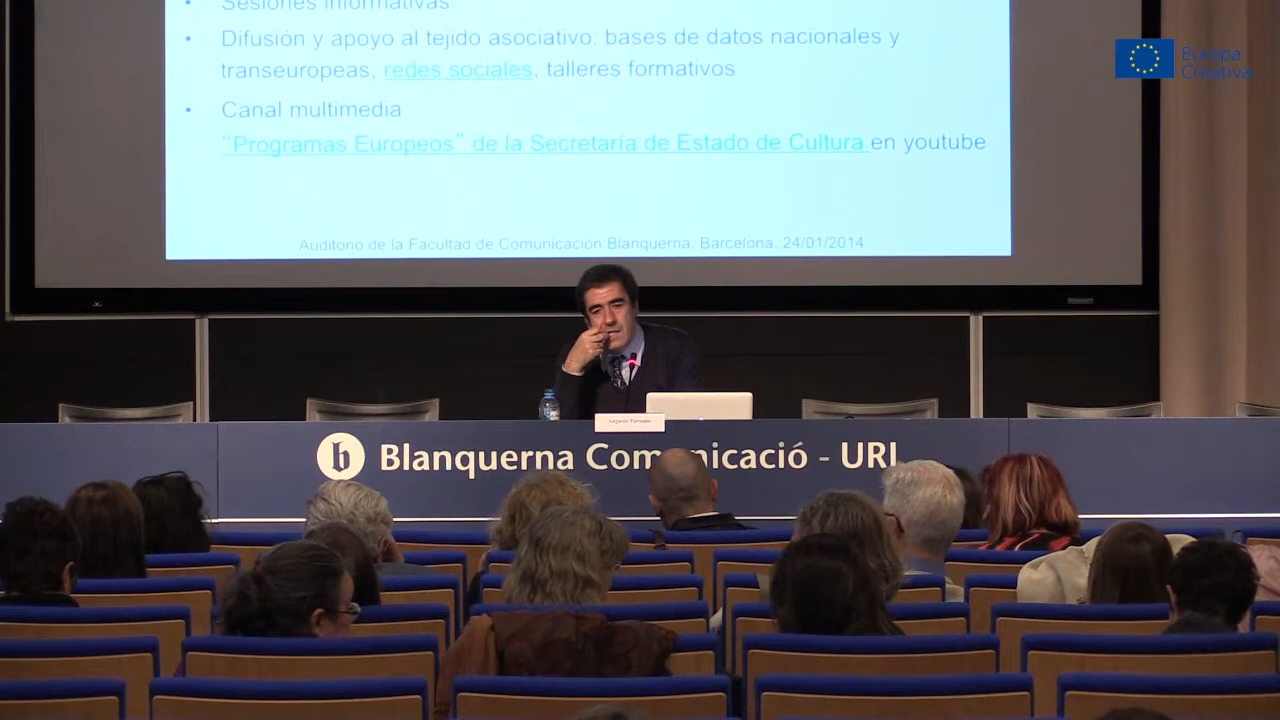 • Sesiones informativas
• Difusión y apoyo al tejido asociativo: bases de datos nacionales y
transeuropeas, redes sociales, talleres formativos
• Canal multimedia
“Programas Europeos” de la Secretaría de Estado de Cultura en youtube
Auditorio de la Facultad de Comunicación Blanquerna. Barcelona. 24/01/2014
Europa
Creativa
b Blanquerna Comunicació - URL